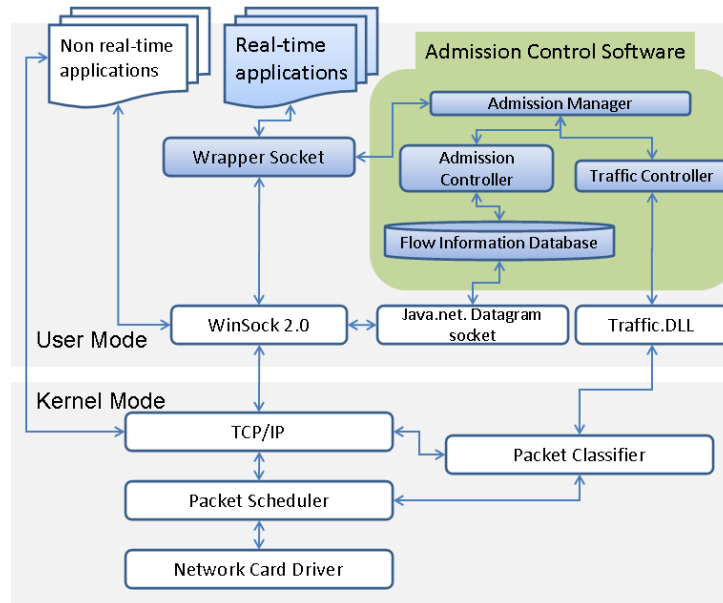 Non real-time
applications
Real-time
applications
Admission Control Software
Admission Manager
Wrapper Socket
Admission
Controller
Traffic Controller
Flow Information Database
WinSock 2.0
Java.net. Datagram
socket
Traffic.DLL
User Mode
Kernel Mode
TCP/IP
Packet Classifier
Packet Scheduler
Network Card Driver